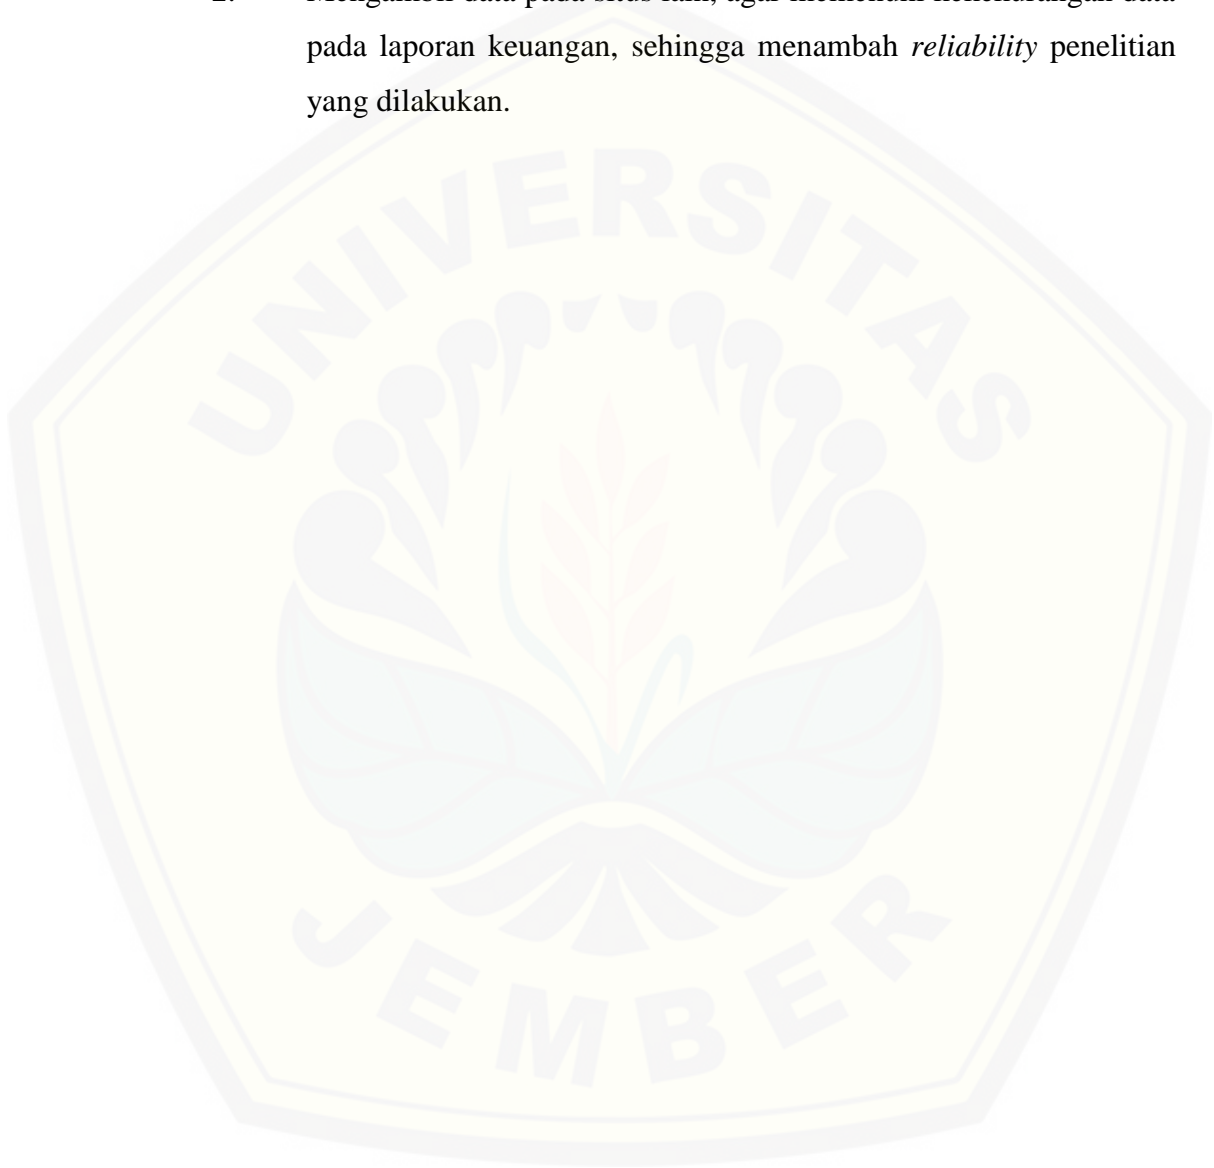 2. Mengambil data pada situs lain, agar memenuhi data
pada laporan keuangan, sehingga menambah reliability penelitian
yang dilakukan.
UNIVERSITAS
JEMBER